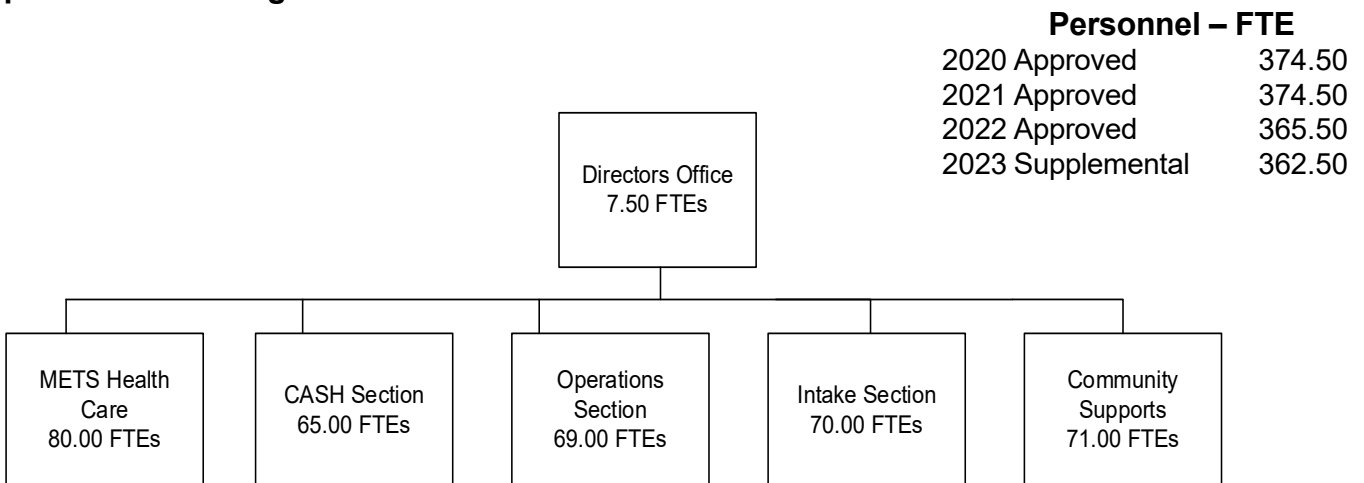 Personnel – FTE
2020 Approved 374.50
2021 Approved 374.50
2022 Approved 365.50
2023 Supplemental 362.50
Directors Office
7.50 FTEs
METS Health
Care
80.00 FTEs
CASH Section
65.00 FTEs
Operations
Section
69.00 FTEs
Intake Section
70.00 FTEs
Community
Supports
71.00 FTEs